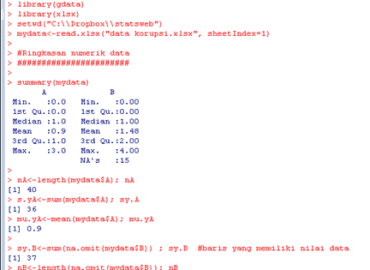 > library(gdata)
> library(xlsx)
> setwd("C:\\Dropbox\\statsweb")
> mydata<-read.xlsx("data korupsi.xlsx", sheetIndex=1)
>
> #Ringkasan numerik data
> #######################
>
> summary(mydata)
A B
Min. :0.0 Min. :0.00
1st Qu.:0.0 1st Qu.:0.00
Median :1.0 Median :1.00
Mean :0.9 Mean :1.48
3rd Qu.:1.0 3rd Qu.:2.00
Max. :3.0 Max. :4.00
NA's :15
>
> nA<-length(mydata$A); nA
[1] 40
> s.yA<-sum(mydata$A); sy.A
[1] 36
> mu.yA<-mean(mydata$A); mu.yA
[1] 0.9
>
> sy.B<-sum(na.omit(mydata$B)) ; sy.B #baris yang memiliki nilai data
[1] 37
> nB<-length(na.omit(mydata$B)); nB